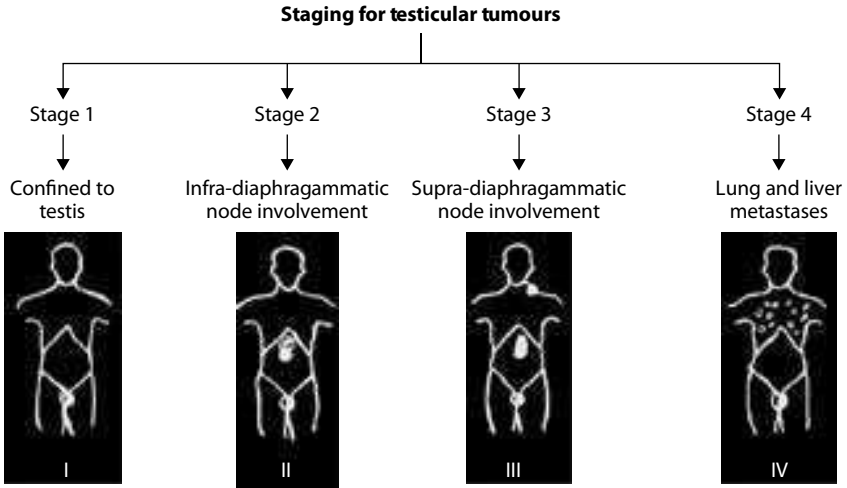 Staging for testicular tumours
Stage 1
Stage 2
Stage 3
Stage 4
Confined to
testis
Infra-diaphragammatic
node involvement
Supra-diaphragammatic
node involvement
Lung and liver
metastases
I
II
III
IV